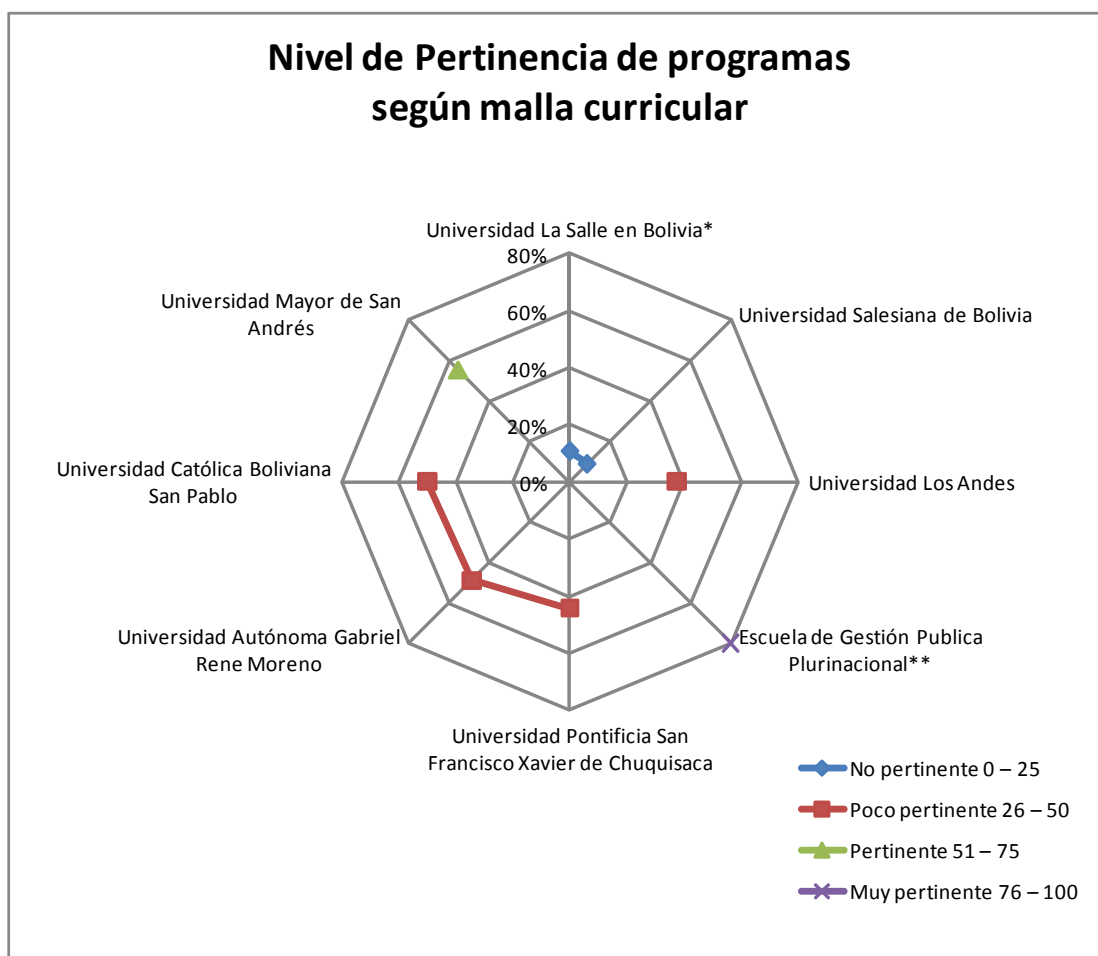 Nivel de Pertinencia de programas
según malla curricular
Universidad La Salle en Bolivia*
80%
Universidad Mayor de San
Andrés
Universidad Salesiana de Bolivia
60%
40%
20%
Universidad Católica Boliviana
San Pablo
0%
Universidad Los Andes
Universidad Autónoma Gabriel
Rene Moreno
Escuela de Gestión Publica
Plurinacional**
Universidad Pontificia San
Francisco Xavier de Chuquisaca
No pertinente 0 – 25
Poco pertinente 26 – 50
Pertinente 51 – 75
Muy pertinente 76 – 100